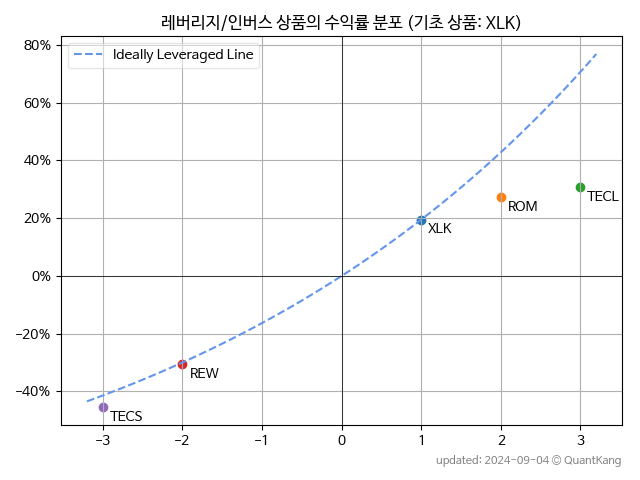 레버리지/인버스 상품의 수익률 분포 (기초 상품: XLK)
Ideally Leveraged Line
80%
60%
40%
20%
0%
−20%
−40%
TECL
ROM
XLK
REW
TECS
−3 −2 −1 0 1 2 3
updated: 2024-09-04 © QuantKang